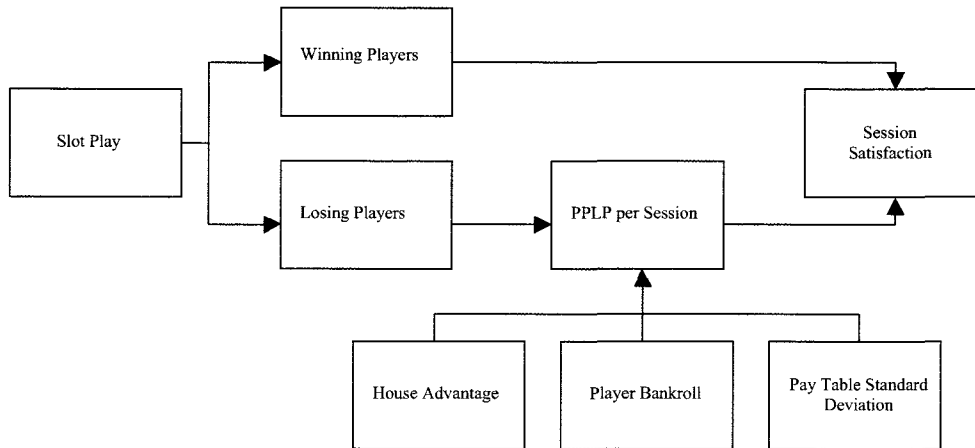 Winning Players
Slot Play
Session
Satisfaction
Losing Players
PPLP per Session
House Advantage
Player Bankroll
Pay Table Standard
Deviation